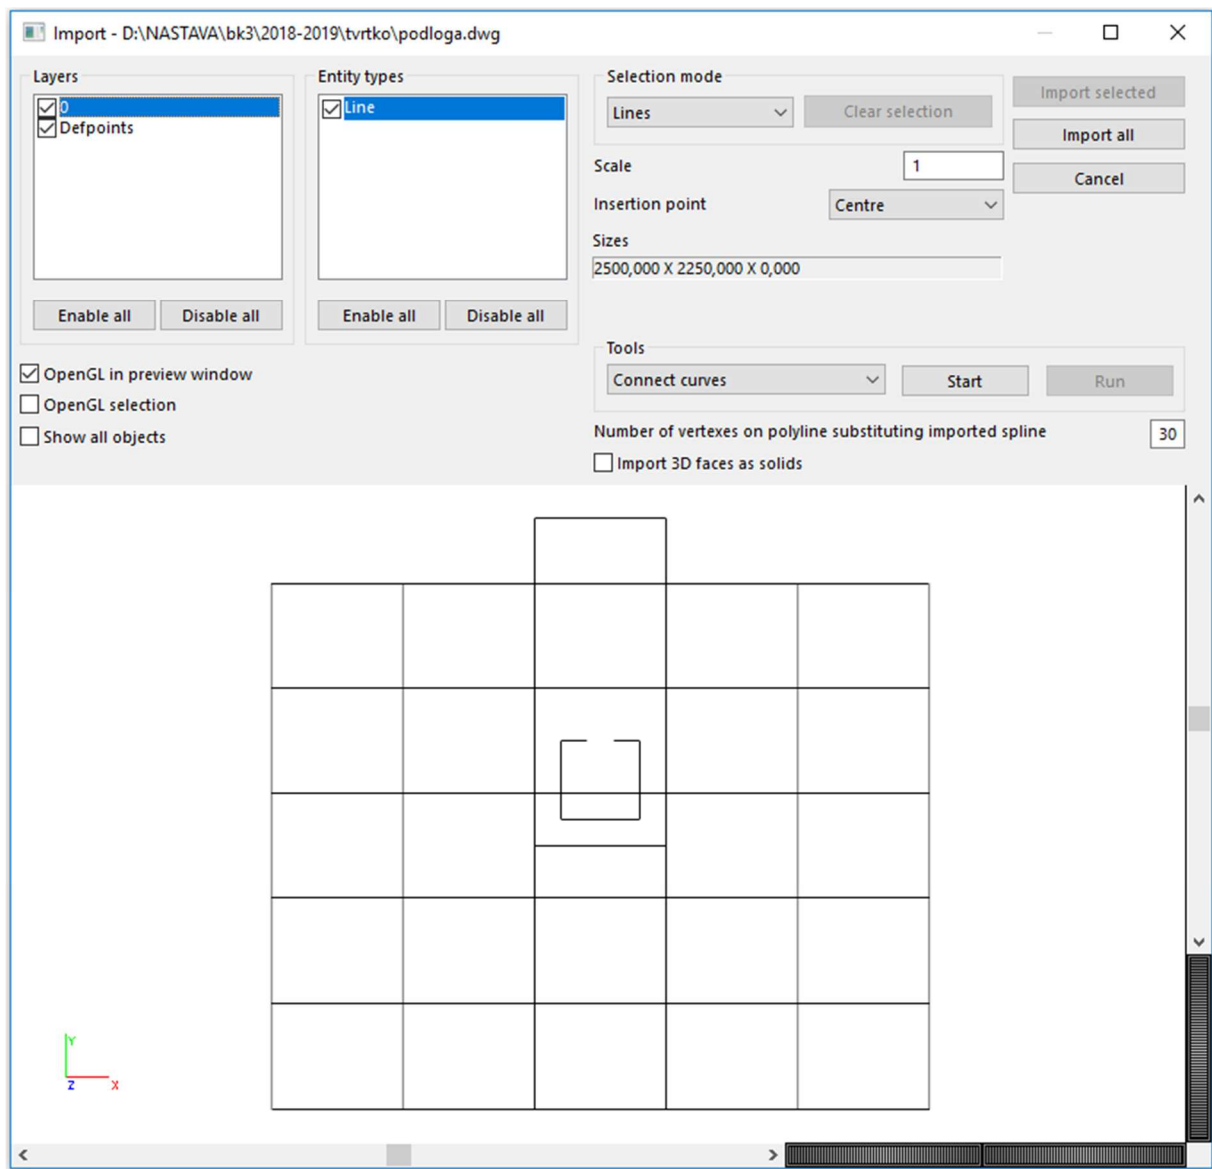 Import - D:\NASTAVA\bk3\2018-2019\tvrtko\podloga.dwg
Layers
0
Defpoints
Enable all
Disable all
Entity types
Line
Enable all
Disable all
Selection mode
Lines
Clear selection
Import selected
Import all
Cancel
Scale
1
Insertion point
Centre
Sizes
2500,000 X 2250,000 X 0,000
OpenGL in preview window
OpenGL selection
Show all objects
Tools
Connect curves
Start
Run
Number of vertexes on polyline substituting imported spline
30
Import 3D faces as solids
Y
Z
X